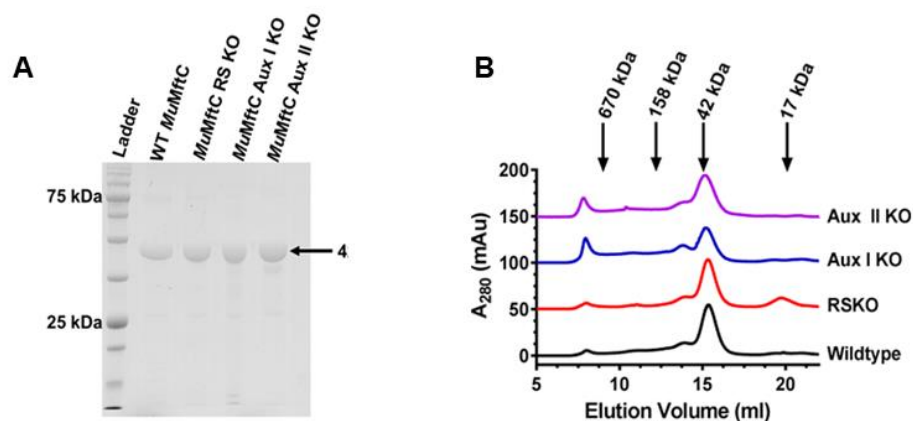 A
Ladder
WT MuMftC
MuMftC RS KO
MuMftC Aux I KO
MuMftC Aux II KO
75 kDa
25 kDa
4
B
670 kDa
158 kDa
42 kDa
17 kDa
A280 (mAu)
200
150
100
50
0
Aux II KO
Aux I KO
RSKO
Wildtype
5
10
15
20
Elution Volume (ml)